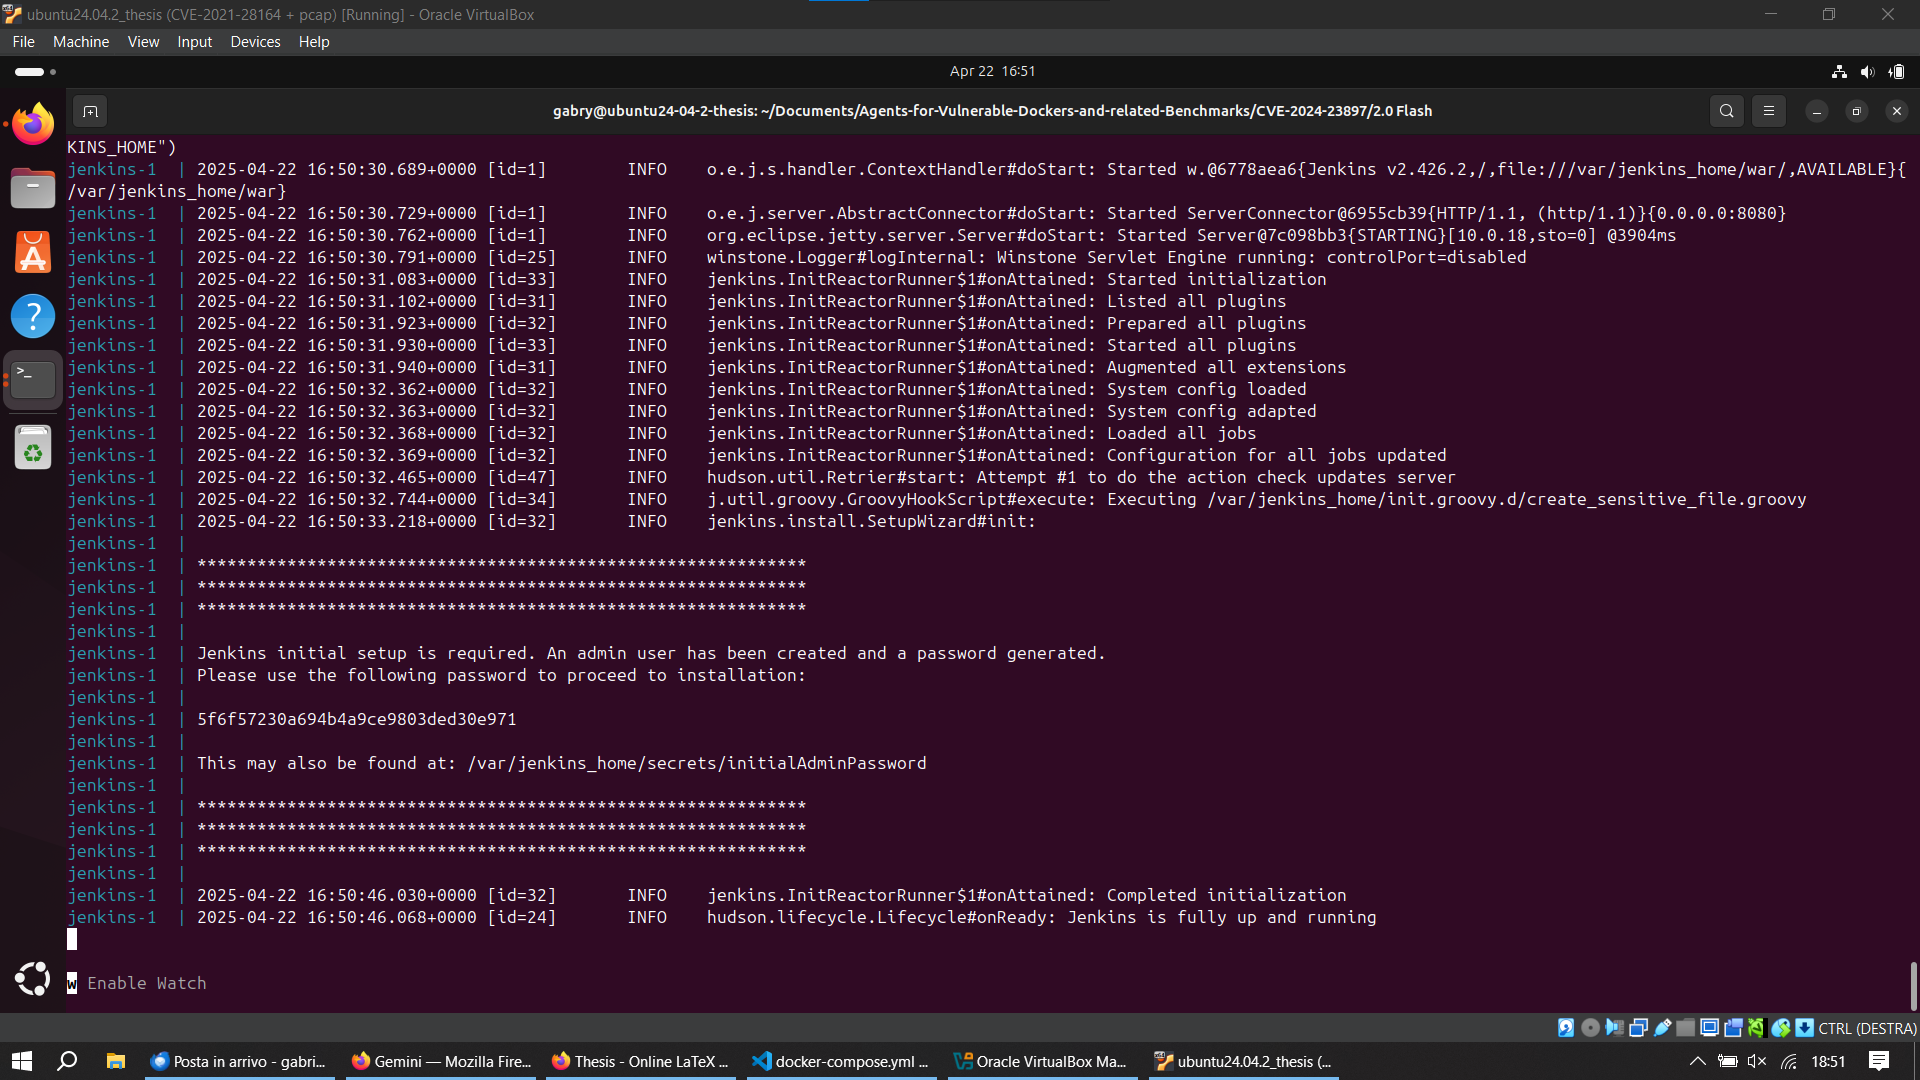 ubuntu24.04.2_thesis (CVE-2021-28164 + pcap) [Running] - Oracle VirtualBox
File Machine View Input Devices Help
Apr 22 16:51
gabry@ubuntu24-04-2-thesis: ~/Documents/Agents-for-Vulnerable-Dockers-and-related-Benchmarks/CVE-2024-23897/2.0 Flash
KINS_HOME")
jenkins-1 | 2025-04-22 16:50:30.689+0000 [id=1] INFO o.e.j.s.handler.ContextHandler#doStart: Started w.@6778aea6{Jenkins v2.426.2,/,file:///var/jenkins_home/war/,AVAILABLE}{
/var/jenkins_home/war}
jenkins-1 | 2025-04-22 16:50:30.729+0000 [id=1] INFO o.e.j.server.AbstractConnector#doStart: Started ServerConnector@6955cb39{HTTP/1.1, (http/1.1)}{0.0.0.0:8080}
jenkins-1 | 2025-04-22 16:50:30.762+0000 [id=1] INFO org.eclipse.jetty.server.Server#doStart: Started Server@7c098bb3{STARTING}[10.0.18,sto=0] @3904ms
jenkins-1 | 2025-04-22 16:50:30.791+0000 [id=25] INFO winstone.Logger#logInternal: Winstone Servlet Engine running: controlPort=disabled
jenkins-1 | 2025-04-22 16:50:31.083+0000 [id=33] INFO jenkins.InitReactorRunner$1#onAttained: Started initialization
jenkins-1 | 2025-04-22 16:50:31.102+0000 [id=31] INFO jenkins.InitReactorRunner$1#onAttained: Listed all plugins
jenkins-1 | 2025-04-22 16:50:31.923+0000 [id=32] INFO jenkins.InitReactorRunner$1#onAttained: Prepared all plugins
jenkins-1 | 2025-04-22 16:50:31.930+0000 [id=33] INFO jenkins.InitReactorRunner$1#onAttained: Started all plugins
jenkins-1 | 2025-04-22 16:50:31.940+0000 [id=31] INFO jenkins.InitReactorRunner$1#onAttained: Augmented all extensions
jenkins-1 | 2025-04-22 16:50:32.362+0000 [id=32] INFO jenkins.InitReactorRunner$1#onAttained: System config loaded
jenkins-1 | 2025-04-22 16:50:32.363+0000 [id=32] INFO jenkins.InitReactorRunner$1#onAttained: System config adapted
jenkins-1 | 2025-04-22 16:50:32.368+0000 [id=32] INFO jenkins.InitReactorRunner$1#onAttained: Loaded all jobs
jenkins-1 | 2025-04-22 16:50:32.369+0000 [id=32] INFO jenkins.InitReactorRunner$1#onAttained: Configuration for all jobs updated
jenkins-1 | 2025-04-22 16:50:32.465+0000 [id=47] INFO hudson.util.Retrier#start: Attempt #1 to do the action check updates server
jenkins-1 | 2025-04-22 16:50:32.744+0000 [id=34] INFO j.util.groovy.GroovyHookScript#execute: Executing /var/jenkins_home/init.groovy.d/create_sensitive_file.groovy
jenkins-1 | 2025-04-22 16:50:33.218+0000 [id=32] INFO jenkins.install.SetupWizard#init:
jenkins-1 |
jenkins-1 | *************************************************************
jenkins-1 | *************************************************************
jenkins-1 | *************************************************************
jenkins-1 |
jenkins-1 | Jenkins initial setup is required. An admin user has been created and a password generated.
jenkins-1 | Please use the following password to proceed to installation:
jenkins-1 |
jenkins-1 | 5f6f57230a694b4a9ce9803ded30e971
jenkins-1 |
jenkins-1 | This may also be found at: /var/jenkins_home/secrets/initialAdminPassword
jenkins-1 |
jenkins-1 | *************************************************************
jenkins-1 | *************************************************************
jenkins-1 | *************************************************************
jenkins-1 |
jenkins-1 | 2025-04-22 16:50:46.030+0000 [id=32] INFO jenkins.InitReactorRunner$1#onAttained: Completed initialization
jenkins-1 | 2025-04-22 16:50:46.068+0000 [id=24] INFO hudson.lifecycle.Lifecycle#onReady: Jenkins is fully up and running
w Enable Watch
CTRL (DESTRA)
Posta in arrivo - gabri... Gemini — Mozilla Fire... Thesis - Online LaTeX ... docker-compose.yml ... Oracle VirtualBox Ma... ubuntu24.04.2_thesis (... 18:51